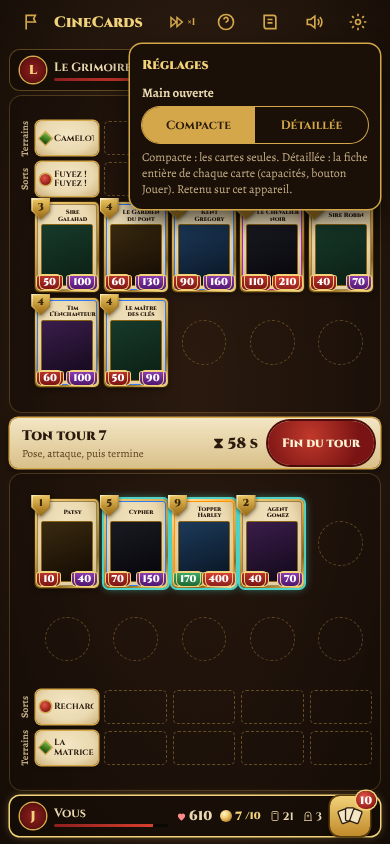 CineCards
×1
L
Le Grimoire
Réglages
Main ouverte
Compacte
Détaillée
Compacte : les cartes seules. Détaillée : la fiche
entière de chaque carte (capacités, bouton
Jouer). Retenu sur cet appareil.
Terrains
Camelot
Sorts
Fuyez !
Fuyez !
3
Sire
Galahad
50
100
4
Le Gardien
du Pont
60
130
Kent
Gregory
90
160
Le Chevalier
Noir
110
210
Sire Robin
40
70
4
Tim
l'Enchanteur
60
100
4
Le Maître
des Clés
50
90
Ton tour 7
Pose, attaque, puis termine
58 s
Fin du tour
1
Patsy
10
40
5
Cypher
70
150
9
Topper
Harley
170
400
2
Agent
Gomez
40
70
Sorts
Recharg
Terrains
La
Matrice
J
Vous
610
7 /10
21
3
10